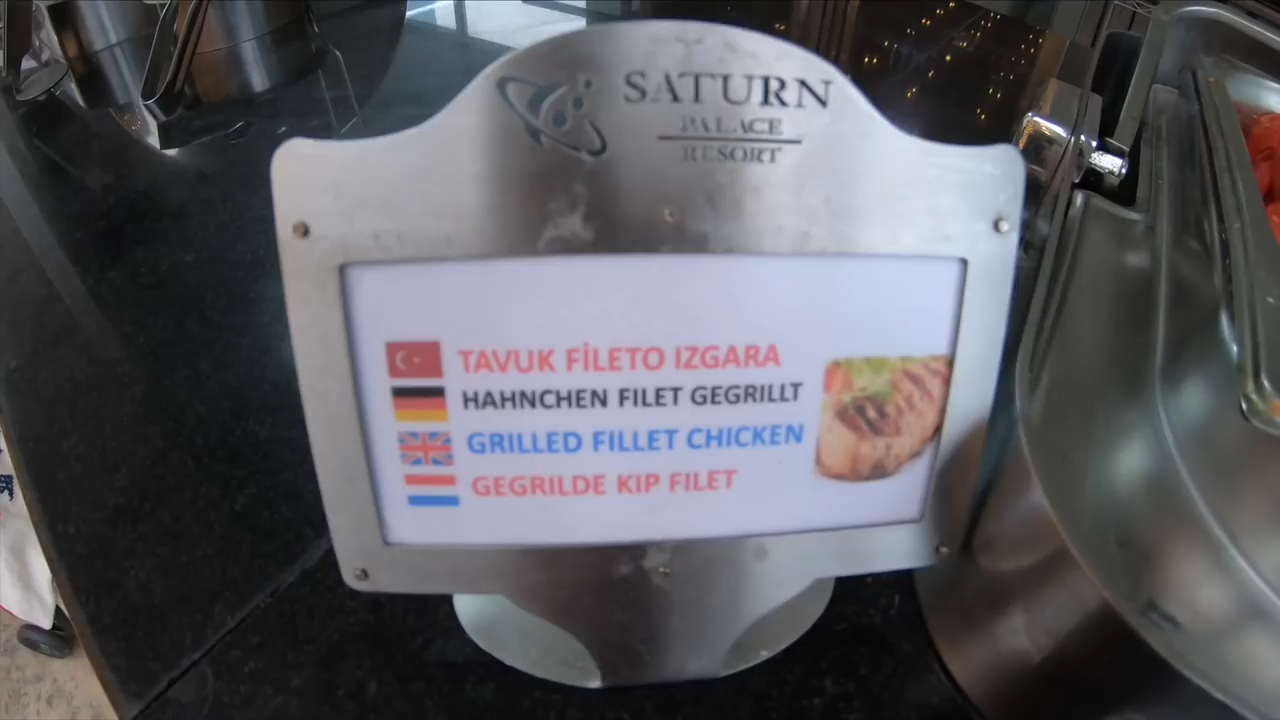 SATURN
PALACE
RESORT
TAVUK FİLETO IZGARA
HAHNCHEN FILET GEGRILLT
GRILLED FILLET CHICKEN
GEGRILDE KIP FILET